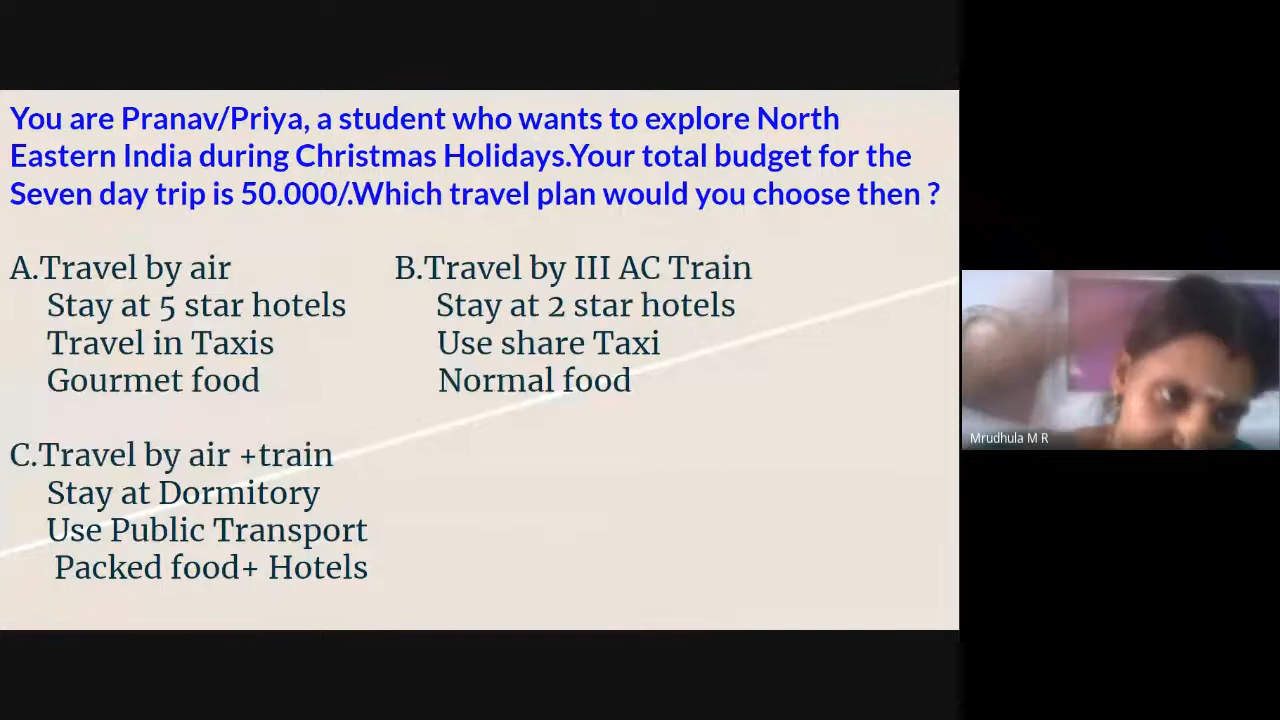 You are Pranav/Priya, a student who wants to explore North
Eastern India during Christmas Holidays.Your total budget for the
Seven day trip is 50.000/.Which travel plan would you choose then ?
A.Travel by air
Stay at 5 star hotels
Travel in Taxis
Gourmet food
B.Travel by III AC Train
Stay at 2 star hotels
Use share Taxi
Normal food
C.Travel by air +train
Stay at Dormitory
Use Public Transport
Packed food+ Hotels
Mrudhula M R